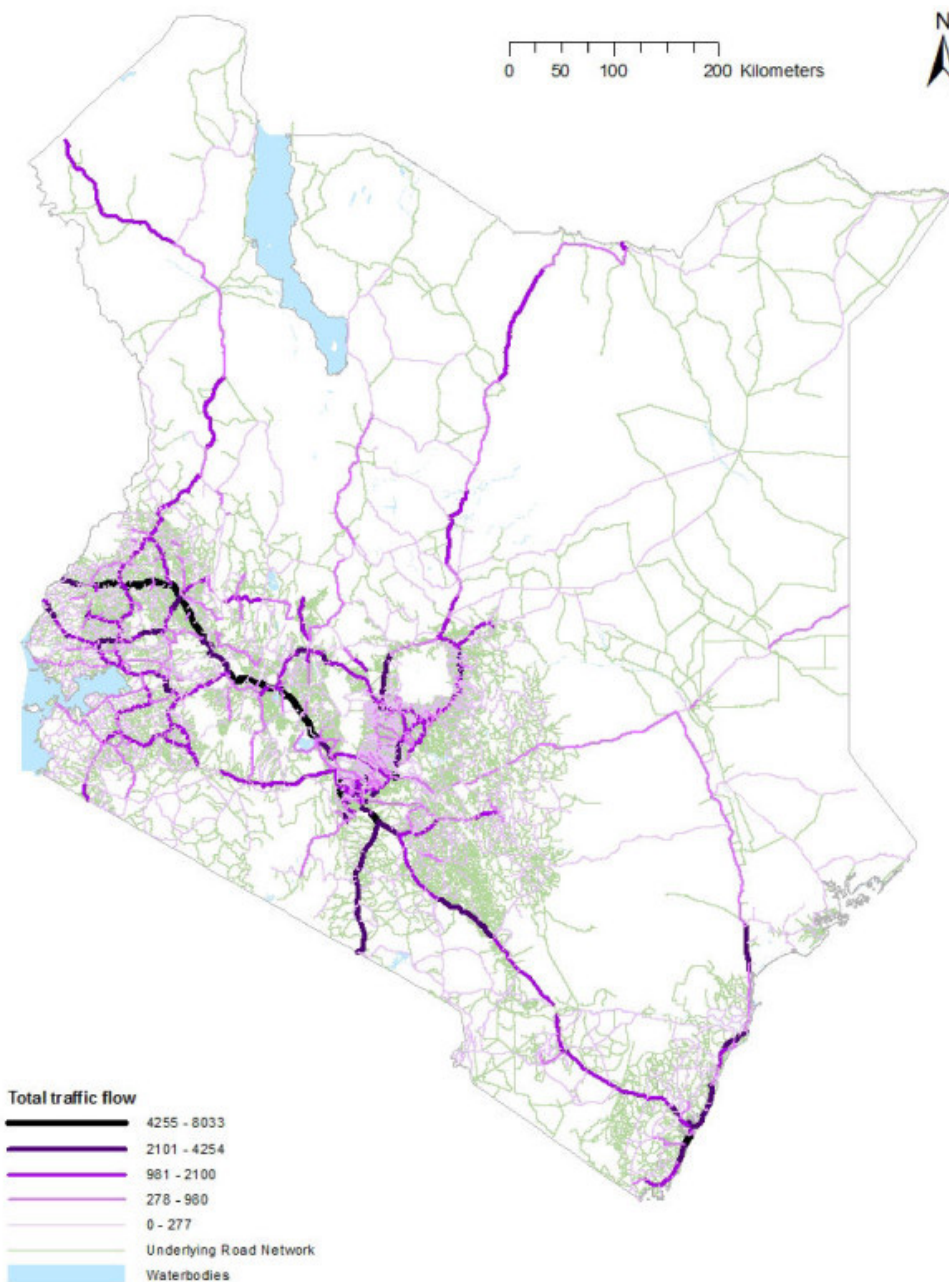 N
0 50 100 200 Kilometers
Total traffic flow
4255 - 8033
2101 - 4254
981 - 2100
278 - 980
0 - 277
Underlying Road Network
Waterbodies